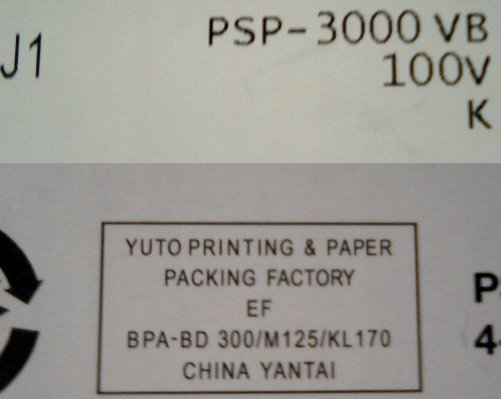 J1
PSP-3000 VB
100V
K
YUTO PRINTING & PAPER
PACKING FACTORY
EF
BPA-BD 300/M125/KL170
CHINA YANTAI
P
4